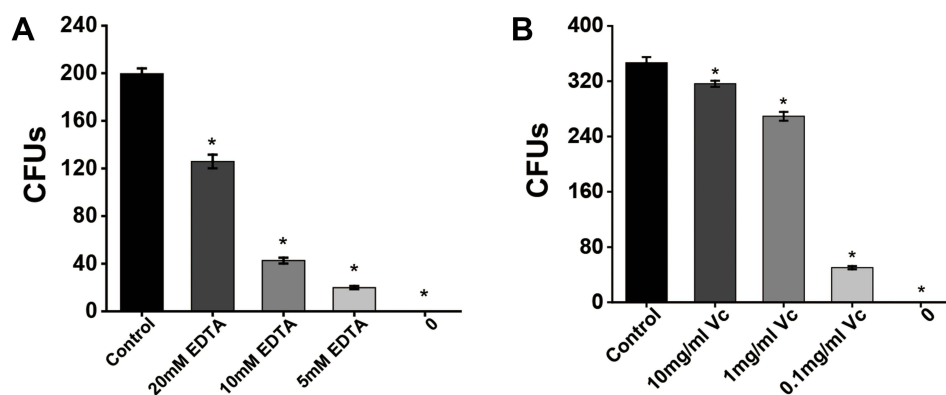 A
CFUs
240
200
160
120
80
40
0
*
*
*
*
Control
20mM EDTA
10mM EDTA
5mM EDTA
0
B
CFUs
400
320
240
160
80
0
*
*
*
*
Control
10mg/ml Vc
1mg/ml Vc
0.1mg/ml Vc
0